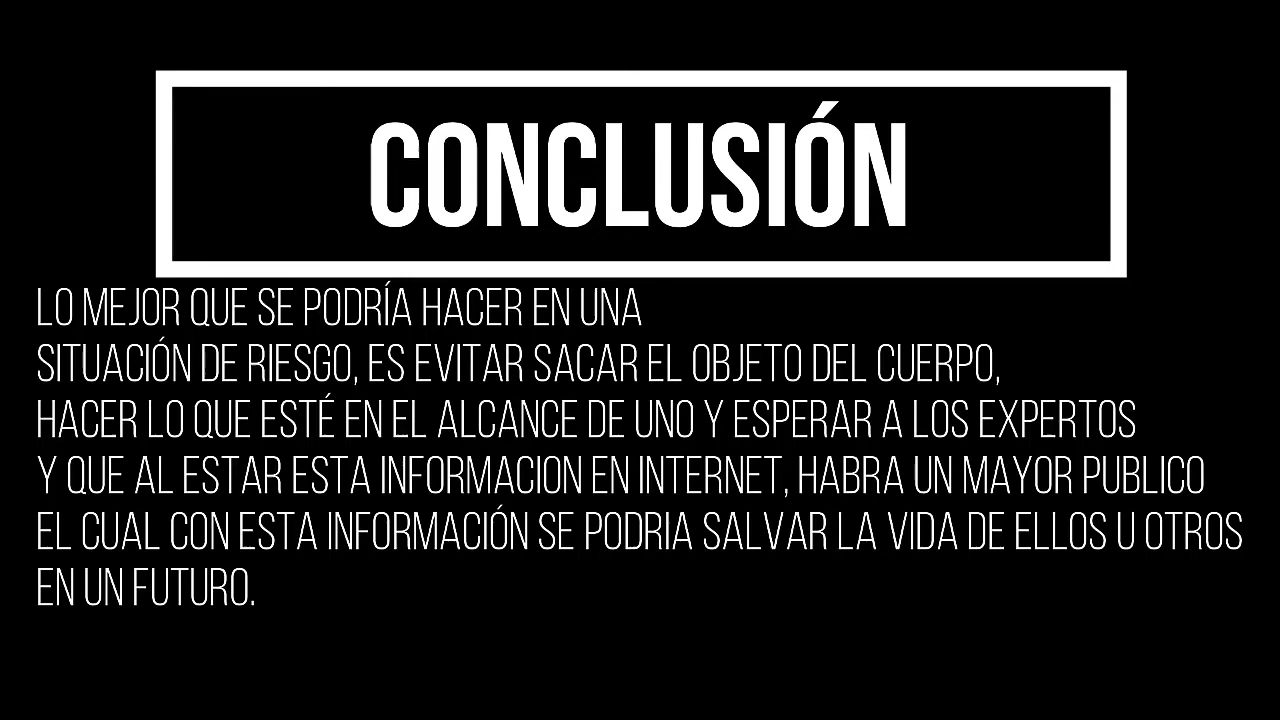 CONCLUSIÓN
LO MEJOR QUE SE PODRÍA HACER EN UNA
SITUACIÓN DE RIESGO, ES EVITAR SACAR EL OBJETO DEL CUERPO,
HACER LO QUE ESTÉ EN EL ALCANCE DE UNO Y ESPERAR A LOS EXPERTOS
Y QUE AL ESTAR ESTA INFORMACION EN INTERNET, HABRA UN MAYOR PUBLICO
EL CUAL CON ESTA INFORMACIÓN SE PODRIA SALVAR LA VIDA DE ELLOS U OTROS
EN UN FUTURO.